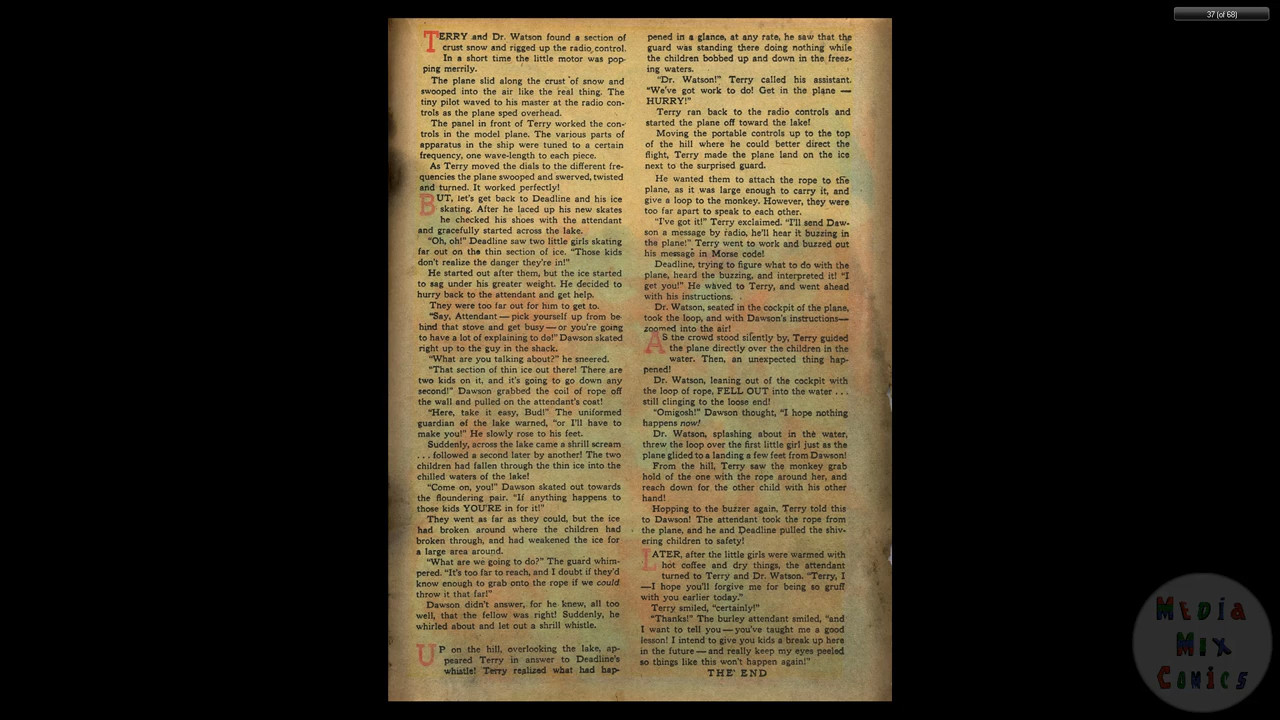 37 (of 68)
TERRY and Dr. Watson found a section of
crust snow and rigged up the radio control.
In a short time the little motor was pop-
ping merrily.
The plane slid along the crust of snow and
swooped into the air like the real thing. The
tiny pilot waved to his master at the radio con-
trols as the plane sped overhead.
The panel in front of Terry worked the con-
trols in the model plane. The various parts of
apparatus in the ship were tuned to a certain
frequency, one wave-length to each piece.
As Terry moved the dials to the different fre-
quencies the plane swooped and swerved, twisted
and turned. It worked perfectly!
BUT, let's get back to Deadline and his ice
skating. After he laced up his new skates
he checked his shoes with the attendant
and gracefully started across the lake.
"Oh, oh!" Deadline saw two little girls skating
far out on the thin section of ice. "Those kids
don't realize the danger they're in!"
He started out after them, but the ice started
to sag under his greater weight. He decided to
hurry back to the attendant and get help.
They were too far out for him to get to.
"Say, Attendant — pick yourself up from be-
hind that stove and get busy — or you're going
to have a lot of explaining to do!" Dawson skated
right up to the guy in the shack.
"What are you talking about?" he sneered.
"That section of thin ice out there! There are
two kids on it, and it's going to go down any
second!" Dawson grabbed the coil of rope off
the wall and pulled on the attendant's coat!
"Here, take it easy, Bud!" The uniformed
guardian of the lake warned, "or I'll have to
make you!" He slowly rose to his feet.
Suddenly, across the lake came a shrill scream
. . . followed a second later by another! The two
children had fallen through the thin ice into the
chilled waters of the lake!
"Come on, you!" Dawson skated out towards
the floundering pair. "If anything happens to
those kids YOU'RE in for it!"
They went as far as they could, but the ice
had broken around where the children had
broken through, and had weakened the ice for
a large area around.
"What are we going to do?" The guard whim-
pered. "It's too far to reach, and I doubt if they'd
know enough to grab onto the rope if we could
throw it that far!"
Dawson didn't answer, for he knew, all too
well, that the fellow was right! Suddenly, he
whirled about and let out a shrill whistle.
UP on the hill, overlooking the lake, ap-
peared Terry in answer to Deadline's
whistle! Terry realized what had hap-
pened in a glance, at any rate, he saw that the
guard was standing there doing nothing while
the children bobbed up and down in the freez-
ing waters.
"Dr. Watson!" Terry called his assistant.
"We've got work to do! Get in the plane —
HURRY!"
Terry ran back to the radio controls and
started the plane off toward the lake!
Moving the portable controls up to the top
of the hill where he could better direct the
flight, Terry made the plane land on the ice
next to the surprised guard.
He wanted them to attach the rope to the
plane, as it was large enough to carry it, and
give a loop to the monkey. However, they were
too far apart to speak to each other.
"I've got it!" Terry exclaimed. "I'll send Daw-
son a message by radio, he'll hear it buzzing in
the plane!" Terry went to work and buzzed out
his message in Morse code!
Deadline, trying to figure what to do with the
plane, heard the buzzing, and interpreted it! "I
get you!" He waved to Terry, and went ahead
with his instructions.
Dr. Watson, seated in the cockpit of the plane,
took the loop, and with Dawson's instructions—
zoomed into the air!
AS the crowd stood silently by, Terry guided
the plane directly over the children in the
water. Then, an unexpected thing hap-
pened!
Dr. Watson, leaning out of the cockpit with
the loop of rope, FELL OUT into the water . . .
still clinging to the loose end!
"Omigosh!" Dawson thought, "I hope nothing
happens now!
Dr. Watson, splashing about in the water,
threw the loop over the first little girl just as the
plane glided to a landing a few feet from Dawson!
From the hill, Terry saw the monkey grab
hold of the one with the rope around her, and
reach down for the other child with his other
hand!
Hopping to the buzzer again, Terry told this
to Dawson! The attendant took the rope from
the plane, and he and Deadline pulled the shiv-
ering children to safety!
LATER, after the little girls were warmed with
hot coffee and dry things, the attendant
turned to Terry and Dr. Watson. "Terry, I
—I hope you'll forgive me for being so gruff
with you earlier today."
Terry smiled, "certainly!"
"Thanks!" The burley attendant smiled, "and
I want to tell you — you've taught me a good
lesson! I intend to give you kids a break up here
in the future — and really keep my eyes peeled
so things like this won't happen again!"
THE END
MEDIA
MIX
COMICS